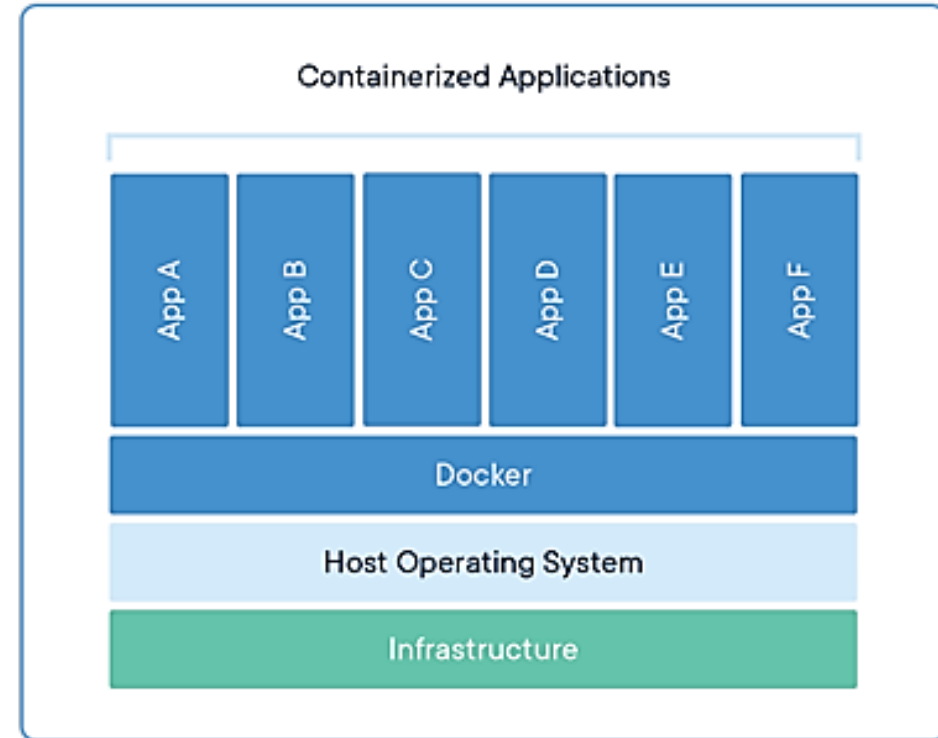 Containerized Applications
App A
App B
App C
App D
App E
App F
Docker
Host Operating System
Infrastructure